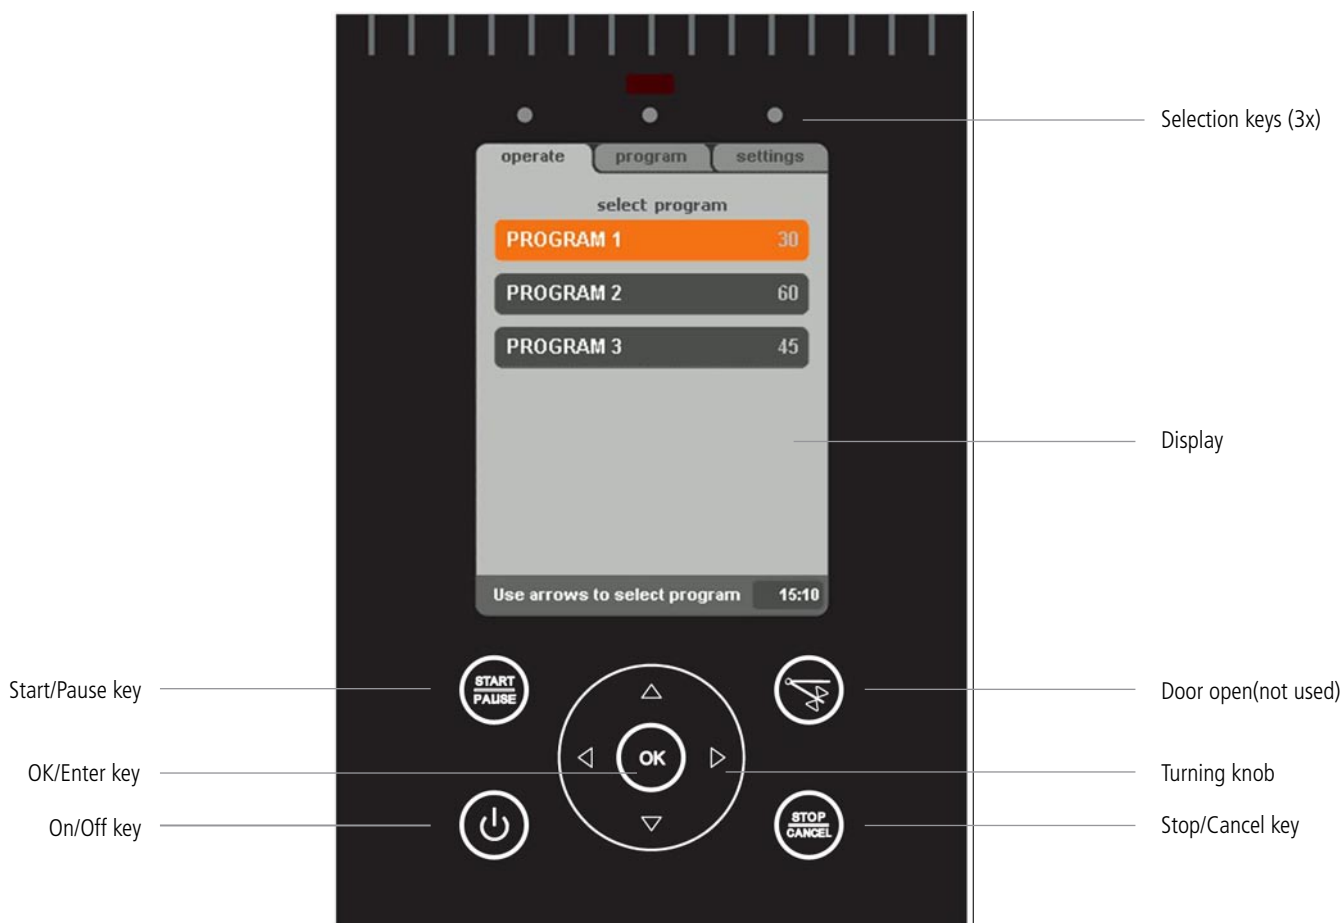 Selection keys (3x)
operate program settings
select program
PROGRAM 1 30
PROGRAM 2 60
PROGRAM 3 45
Display
Use arrows to select program 15:10
Start/Pause key
START
PAUSE
Door open(not used)
OK/Enter key
OK
Turning knob
On/Off key
STOP
CANCEL
Stop/Cancel key